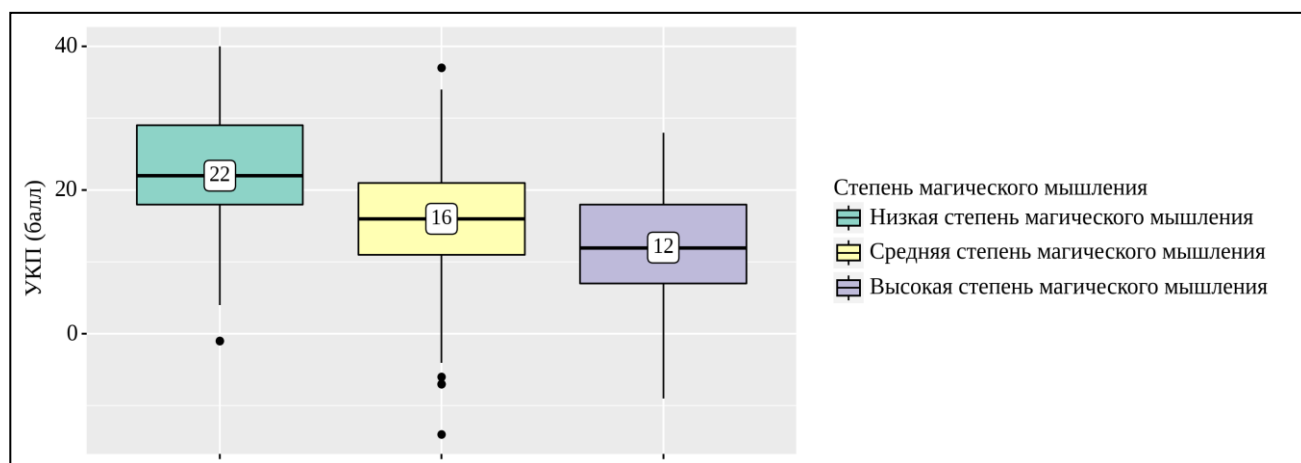 40
20
0
УКП (балл)
22
16
12
Степень магического мышления
Низкая степень магического мышления
Средняя степень магического мышления
Высокая степень магического мышления